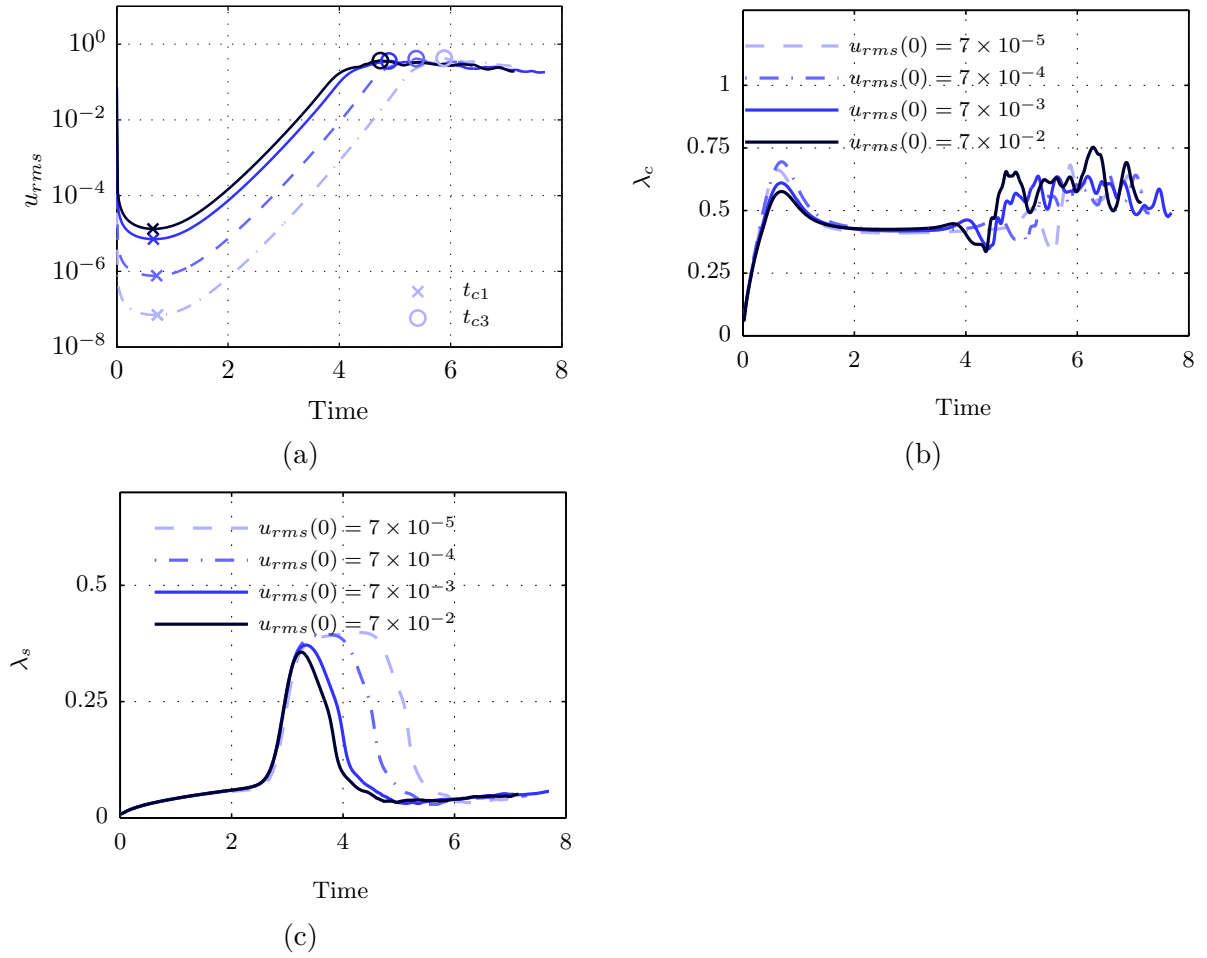 10^0
10^−2
10^−4
10^−6
10^−8
u_rms
0 2 4 6 8
Time
t_c1
t_c3
(a)
u_rms(0) = 7 × 10^−5
u_rms(0) = 7 × 10^−4
u_rms(0) = 7 × 10^−3
u_rms(0) = 7 × 10^−2
1
0.75
0.5
0.25
0
λ_c
0 2 4 6 8
Time
(b)
u_rms(0) = 7 × 10^−5
u_rms(0) = 7 × 10^−4
u_rms(0) = 7 × 10^−3
u_rms(0) = 7 × 10^−2
0.5
0.25
0
λ_s
0 2 4 6 8
Time
(c)